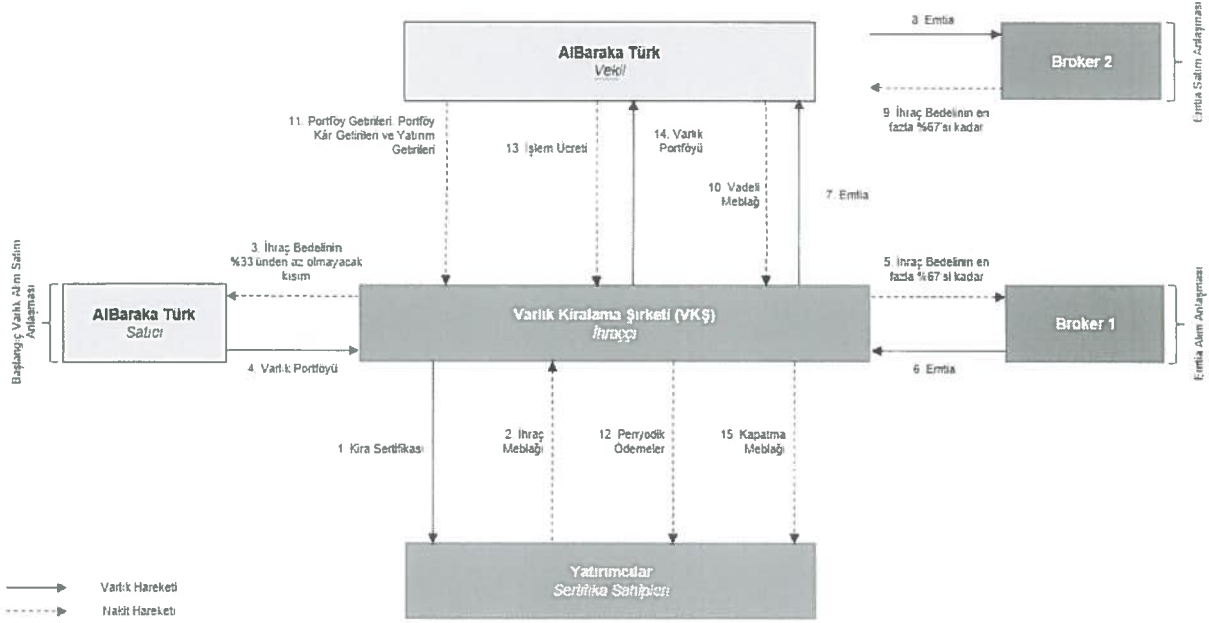 AlBaraka Türk
Vekil
8. Emtia
Broker 2
Emtia Satım Anlaşması
9. İhraç Bedelinin en
fazla %67'si kadar
11. Portföy Getirileri, Portföy
Kâr Getirileri ve Yatırım
Getirileri
13. İşlem Ücreti
14. Varlık
Portföyü
10. Vadeli
Meblağ
7. Emtia
3. İhraç Bedelinin
%33'ünden az olmayacak
kısım
5. İhraç Bedelinin en
fazla %67'si kadar
Başlangıç Varlık Alım Satım
Anlaşması
AlBaraka Türk
Satıcı
Varlık Kiralama Şirketi (VKŞ)
İhraççı
Broker 1
Emtia Alım Anlaşması
4. Varlık Portföyü
6. Emtia
1. Kira Sertifikası
2. İhraç
Meblağı
12. Periyodik
Ödemeler
15. Kapatma
Meblağı
Yatırımcılar
Sertifika Sahipleri
Varlık Hareketi
Nakit Hareketi